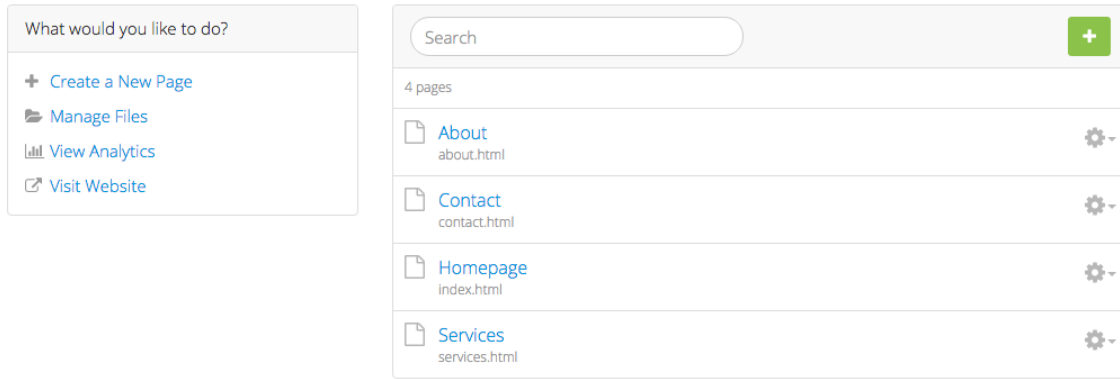 What would you like to do?
Create a New Page
Manage Files
View Analytics
Visit Website
Search
4 pages
About
about.html
Contact
contact.html
Homepage
index.html
Services
services.html